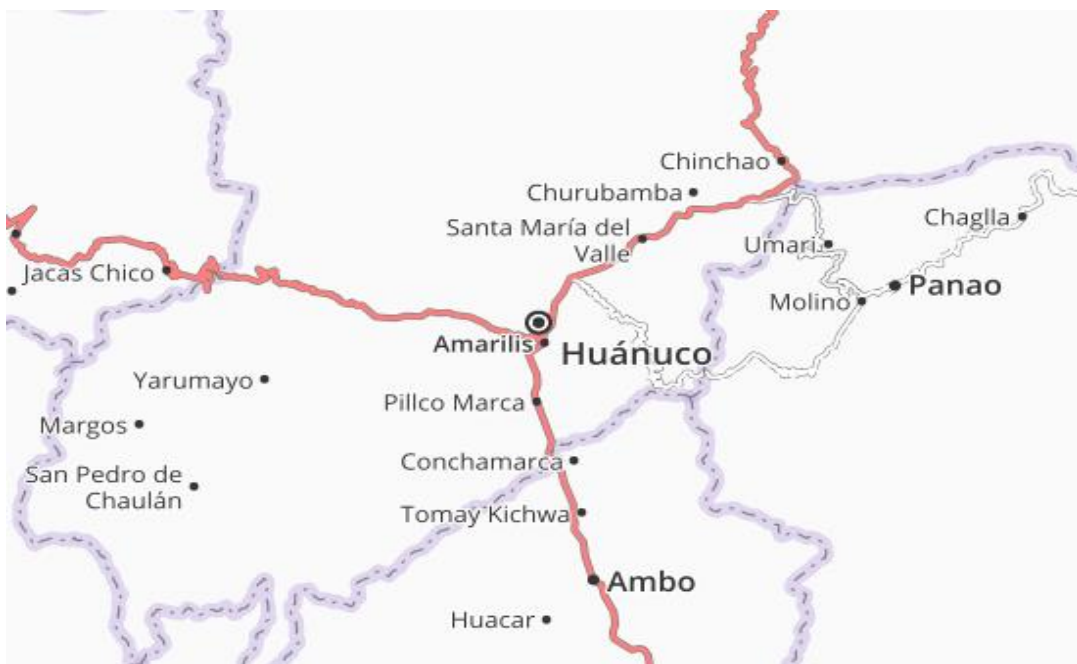 Chinchao
Churubamba
Santa María del
Valle
Chaglla
Umari
Jacas Chico
Panao
Molino
Amarilis
Huánuco
Yarumayo
Pillco Marca
Margos
Conchamarca
San Pedro de
Chaulán
Tomay Kichwa
Ambo
Huacar